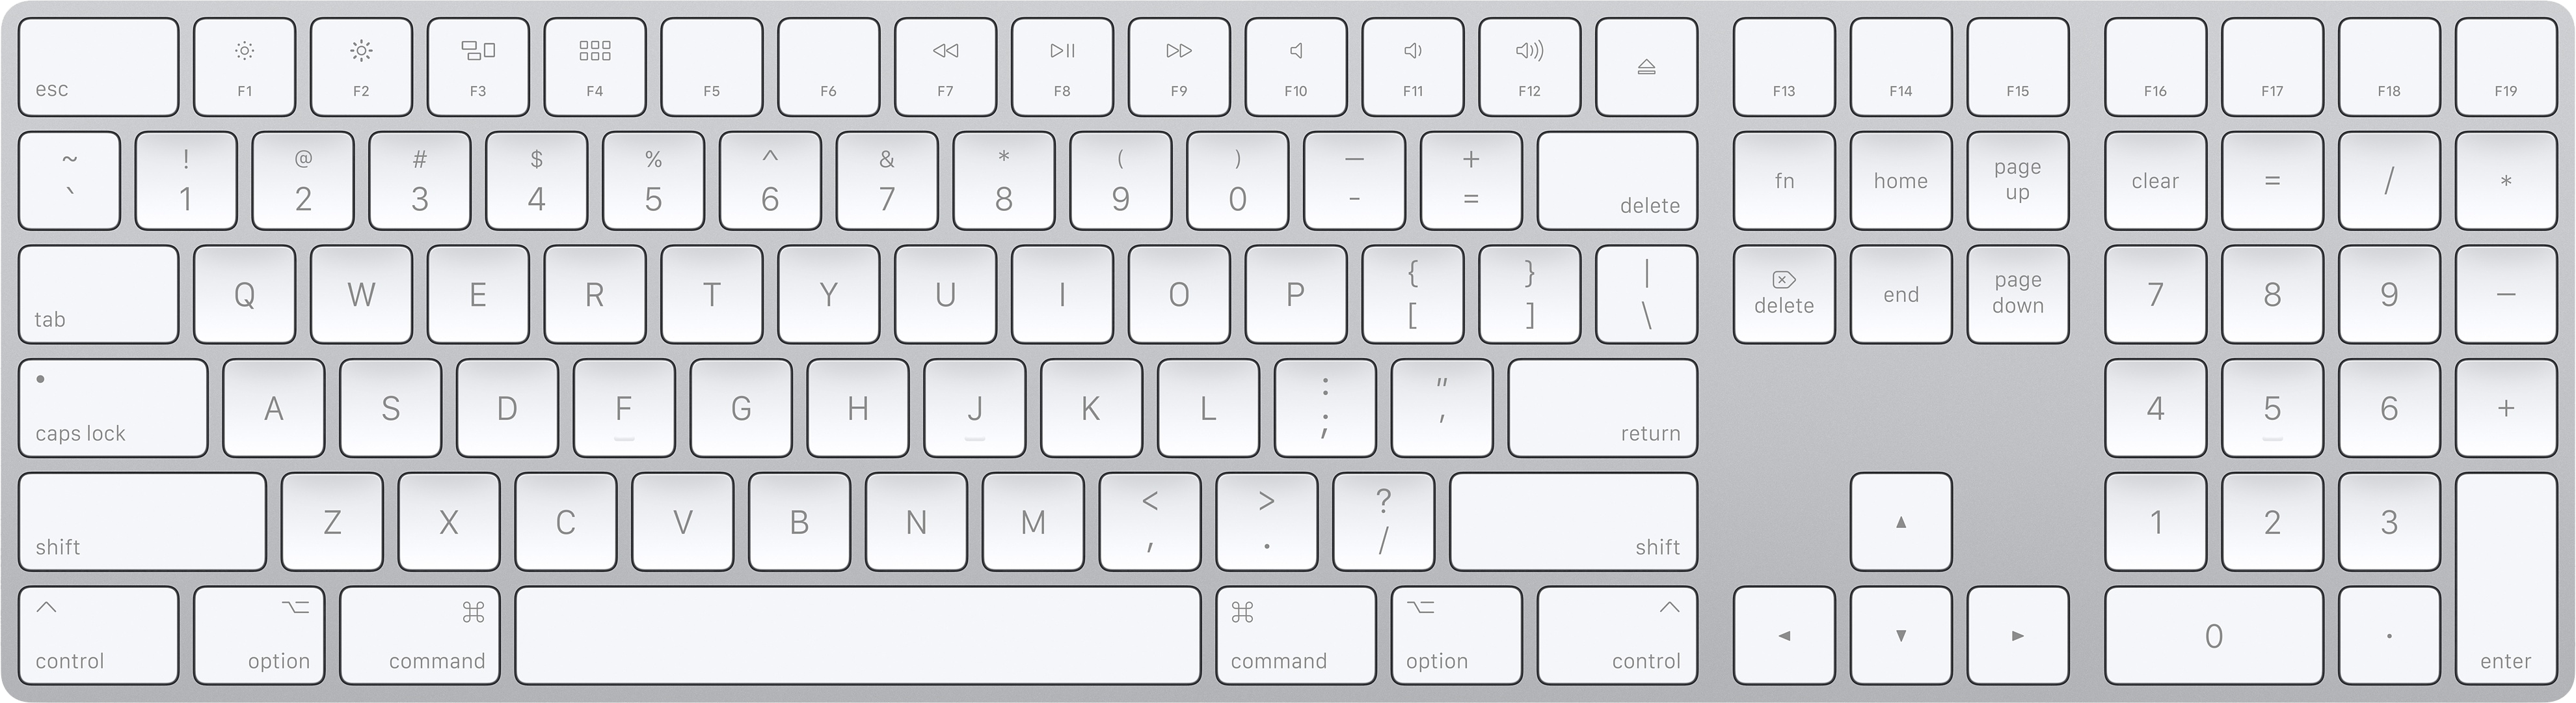 esc F1 F2 F3 F4 F5 F6 F7 F8 F9 F10 F11 F12 F13 F14 F15 F16 F17 F18 F19
~ ! @ # $ % ^ & * ( ) — +
` 1 2 3 4 5 6 7 8 9 0 - = delete fn home page up clear = / *
tab Q W E R T Y U I O P { [ } ] | \ delete end page down 7 8 9 —
caps lock A S D F G H J K L : ; " ' return 4 5 6 +
shift Z X C V B N M < , > . ? / shift 1 2 3
control option command command option control 0 . enter